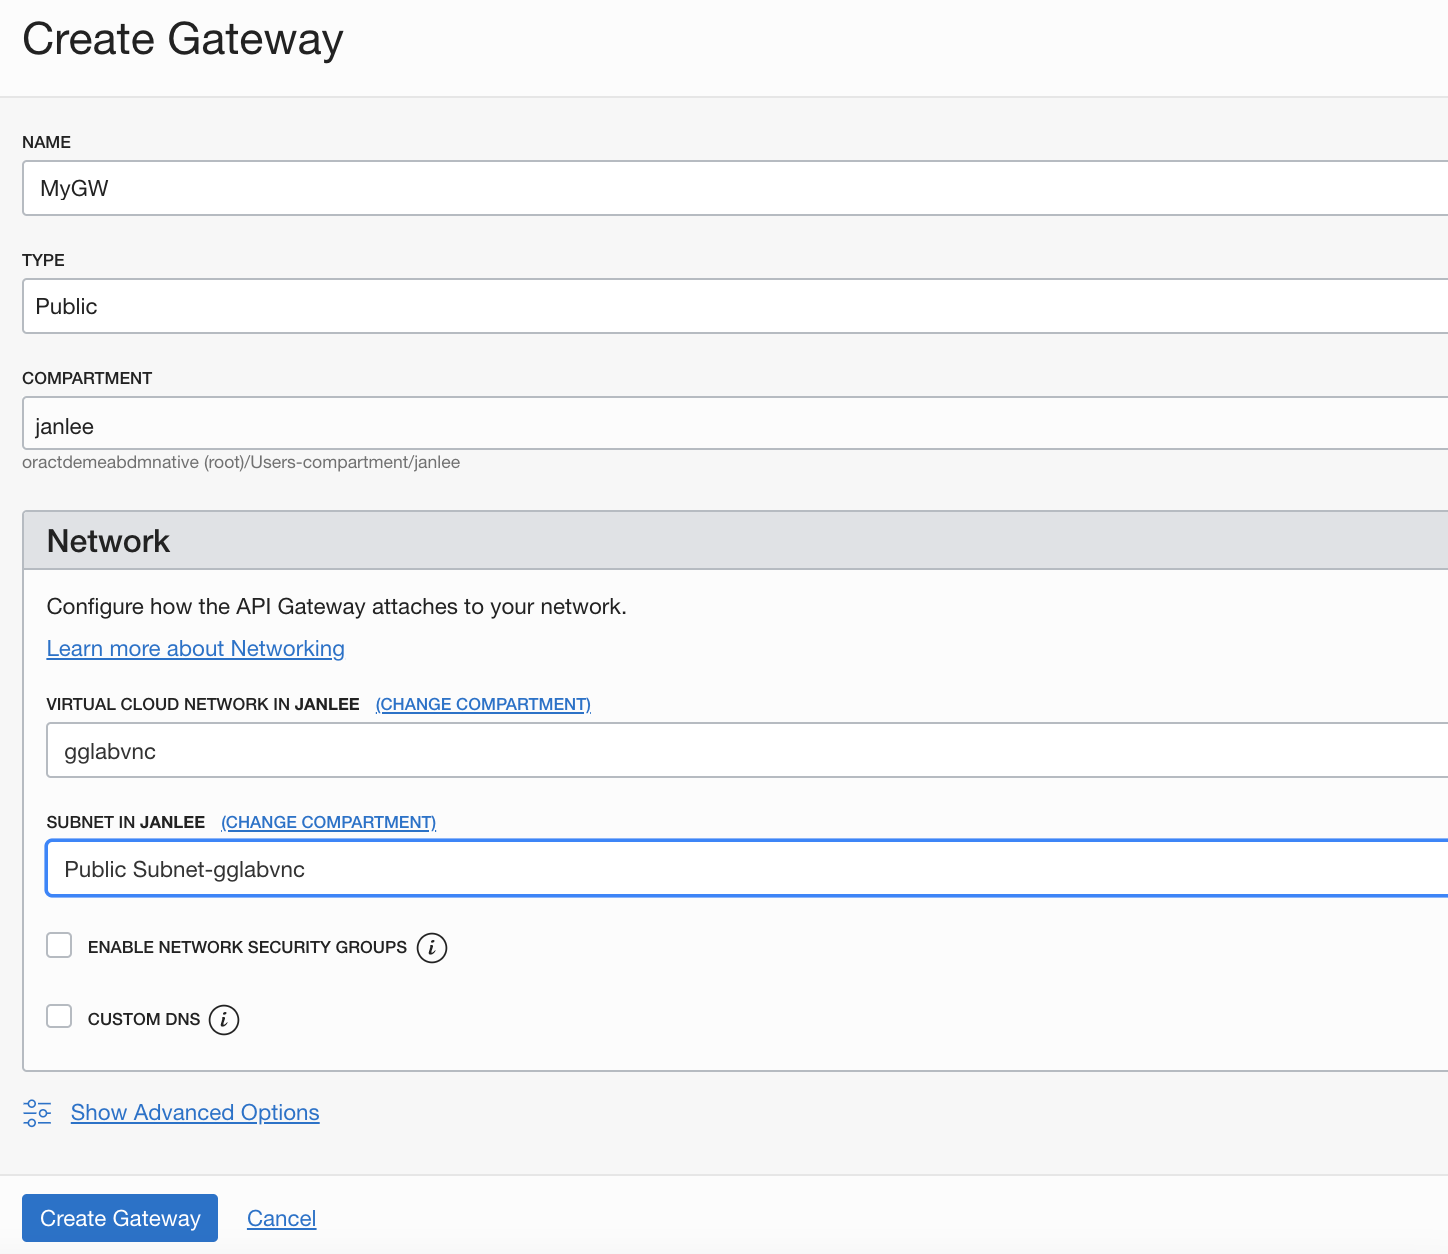 Create Gateway
NAME
MyGW
TYPE
Public
COMPARTMENT
janlee
oractdemeabdmnative (root)/Users-compartment/janlee
Network
Configure how the API Gateway attaches to your network.
Learn more about Networking
VIRTUAL CLOUD NETWORK IN JANLEE (CHANGE COMPARTMENT)
gglabvnc
SUBNET IN JANLEE (CHANGE COMPARTMENT)
Public Subnet-gglabvnc
ENABLE NETWORK SECURITY GROUPS i
CUSTOM DNS i
Show Advanced Options
Create Gateway Cancel